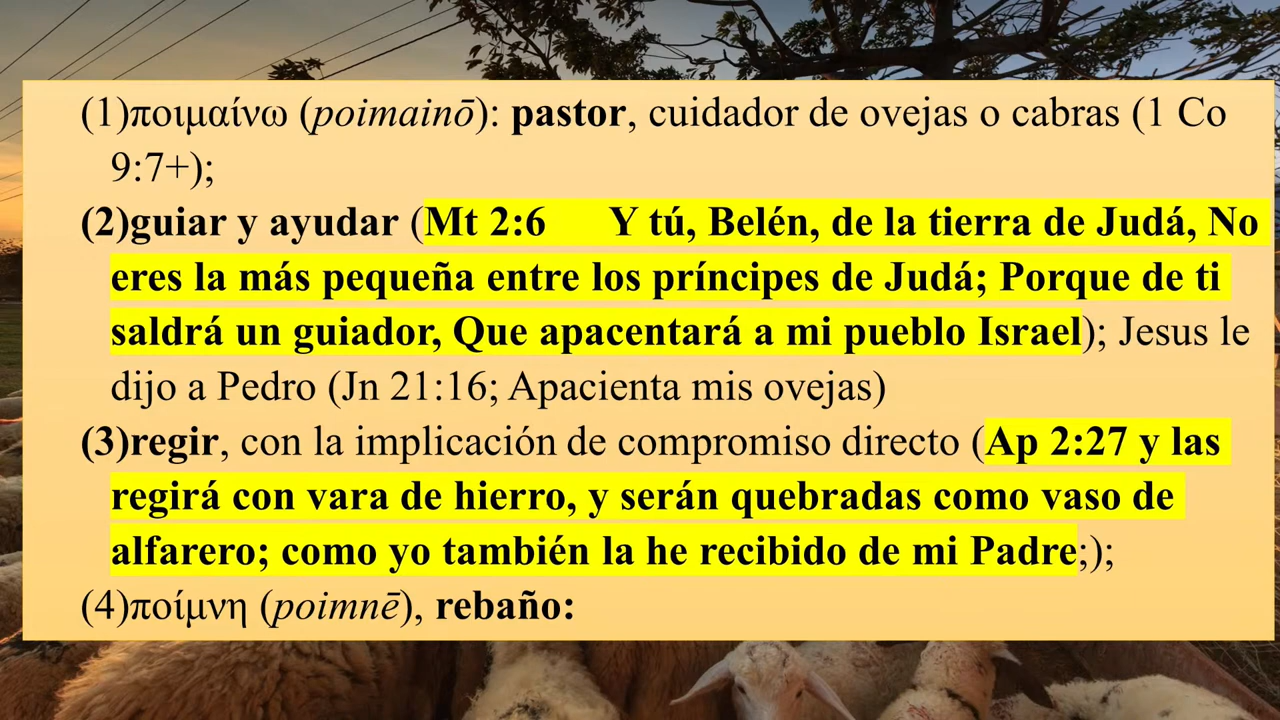 (1)ποιμαίνω (poimainō): pastor, cuidador de ovejas o cabras (1 Co
9:7+);
(2)guiar y ayudar (Mt 2:6 Y tú, Belén, de la tierra de Judá, No
eres la más pequeña entre los príncipes de Judá; Porque de ti
saldrá un guiador, Que apacentará a mi pueblo Israel); Jesus le
dijo a Pedro (Jn 21:16; Apacienta mis ovejas)
(3)regir, con la implicación de compromiso directo (Ap 2:27 y las
regirá con vara de hierro, y serán quebradas como vaso de
alfarero; como yo también la he recibido de mi Padre;);
(4)ποίμνη (poimnē), rebaño: